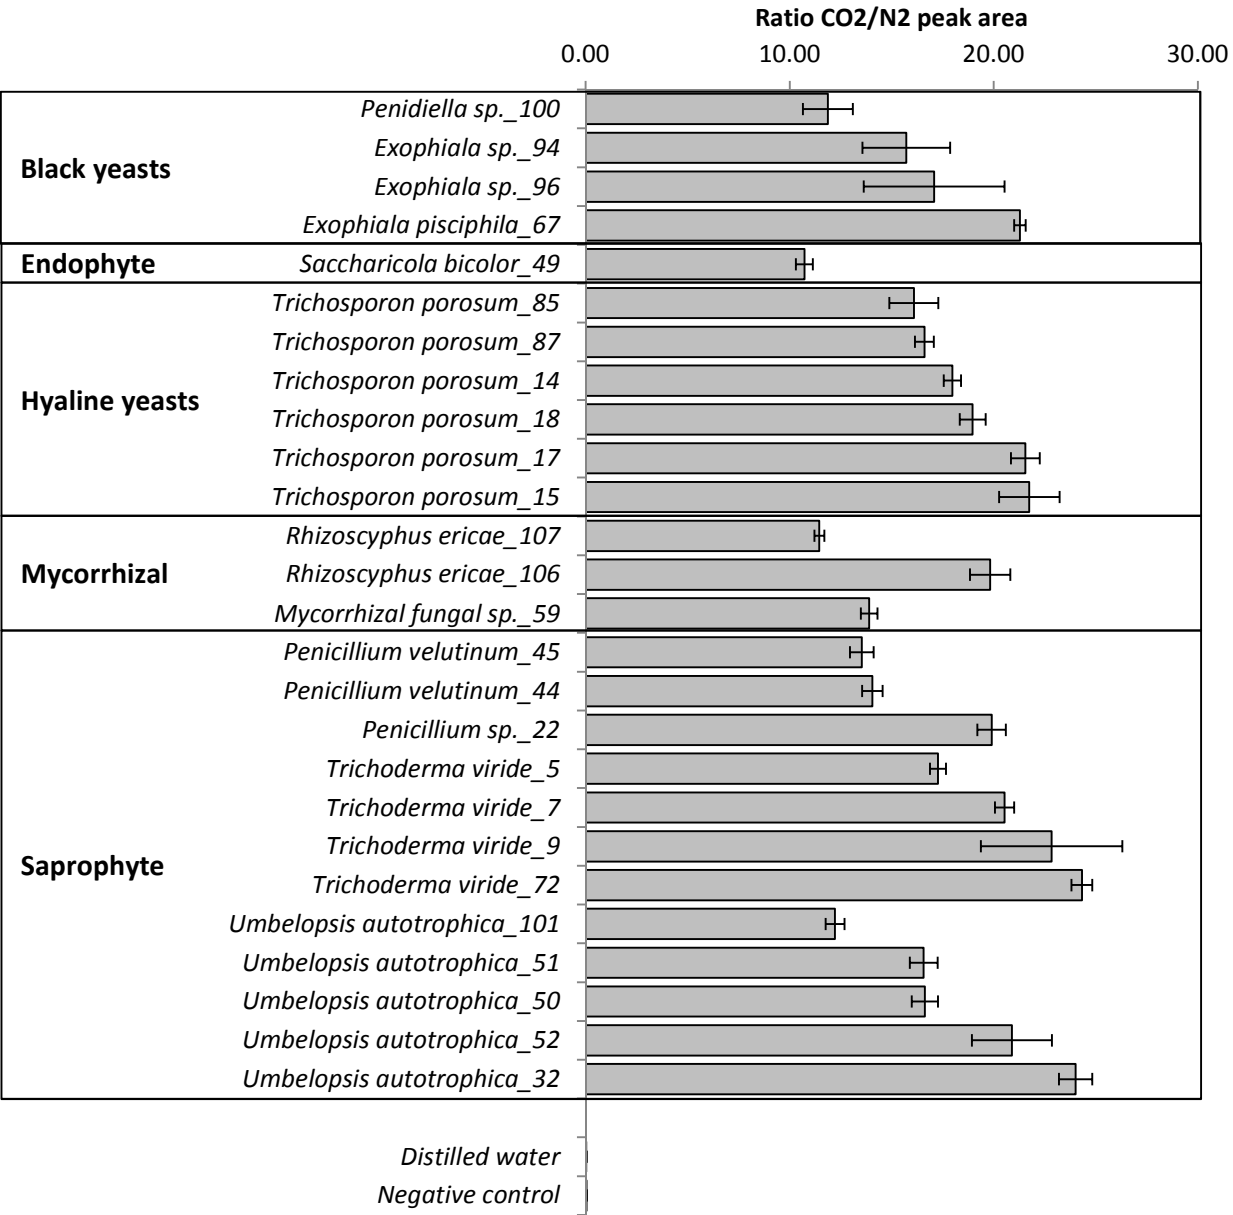 Ratio CO2/N2 peak area
0.00 10.00 20.00 30.00
Black yeasts
Penidiella sp._100
Exophiala sp._94
Exophiala sp._96
Exophiala pisciphila_67
Endophyte
Saccharicola bicolor_49
Hyaline yeasts
Trichosporon porosum_85
Trichosporon porosum_87
Trichosporon porosum_14
Trichosporon porosum_18
Trichosporon porosum_17
Trichosporon porosum_15
Mycorrhizal
Rhizoscyphus ericae_107
Rhizoscyphus ericae_106
Mycorrhizal fungal sp._59
Saprophyte
Penicillium velutinum_45
Penicillium velutinum_44
Penicillium sp._22
Trichoderma viride_5
Trichoderma viride_7
Trichoderma viride_9
Trichoderma viride_72
Umbelopsis autotrophica_101
Umbelopsis autotrophica_51
Umbelopsis autotrophica_50
Umbelopsis autotrophica_52
Umbelopsis autotrophica_32
Distilled water
Negative control